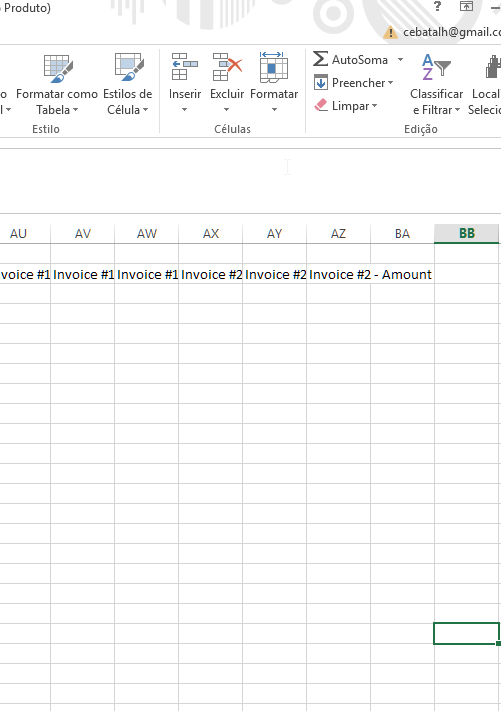 Produto)
?
cebatalh@gmail.co
Formatar como Tabela
Estilos de Célula
Estilo
Inserir
Excluir
Formatar
Células
AutoSoma
Preencher
Limpar
Classificar e Filtrar
Local
Selecio
Edição
AU AV AW AX AY AZ BA BB
voice #1 Invoice #1 Invoice #1 Invoice #2 Invoice #2 Invoice #2 - Amount